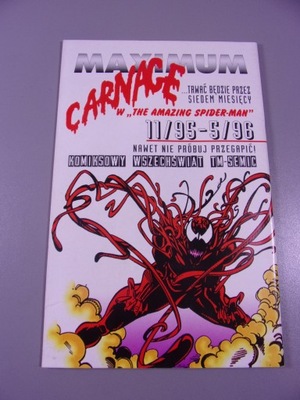 MAXIMUM
CARNAGE
...TRWAĆ BĘDZIE PRZEZ
SIEDEM MIESIĘCY
W „THE AMAZING SPIDER-MAN”
11/95-5/96
NAWET NIE PRÓBUJ PRZEGAPIĆ!
KOMIKSOWY WSZECHŚWIAT TM-SEMIC